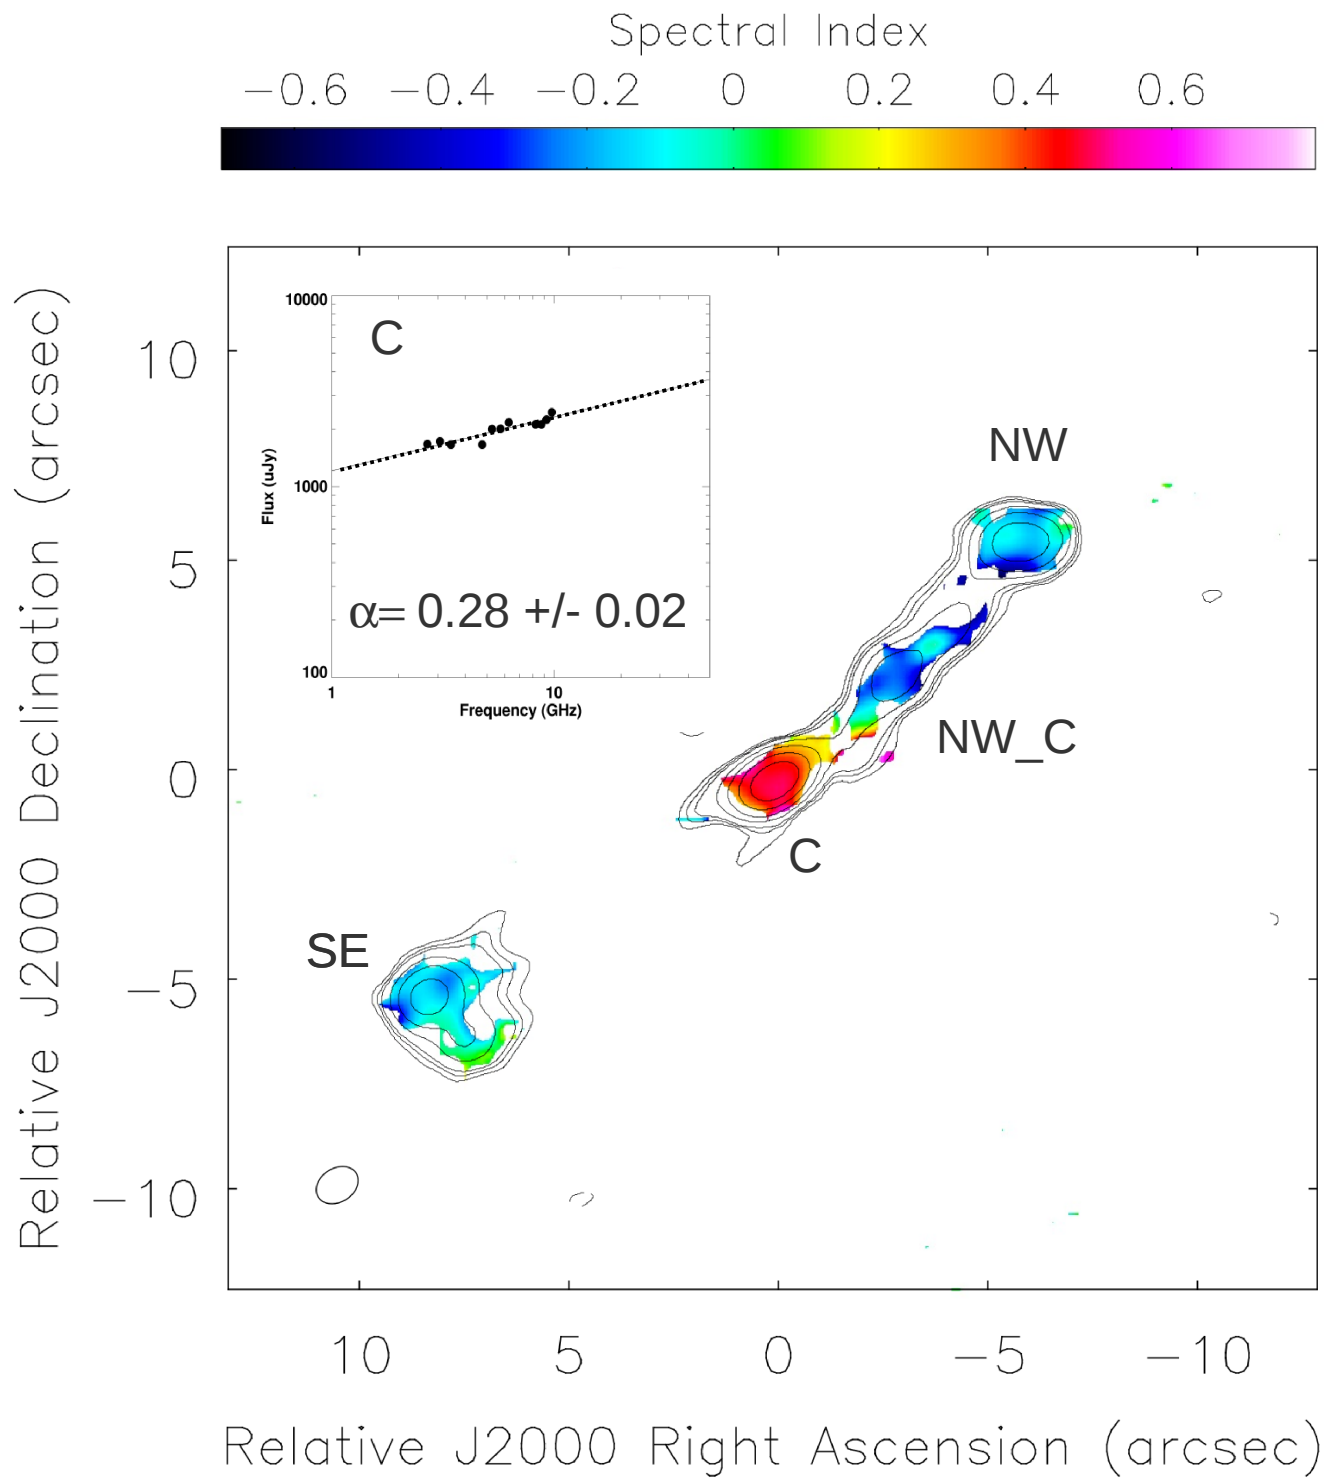 Spectral Index
−0.6 −0.4 −0.2 0 0.2 0.4 0.6
Relative J2000 Declination (arcsec)
10
5
0
−5
−10
10000
1000
100
Flux (uJy)
C
α= 0.28 +/- 0.02
1 10
Frequency (GHz)
NW
NW_C
C
SE
10 5 0 −5 −10
Relative J2000 Right Ascension (arcsec)